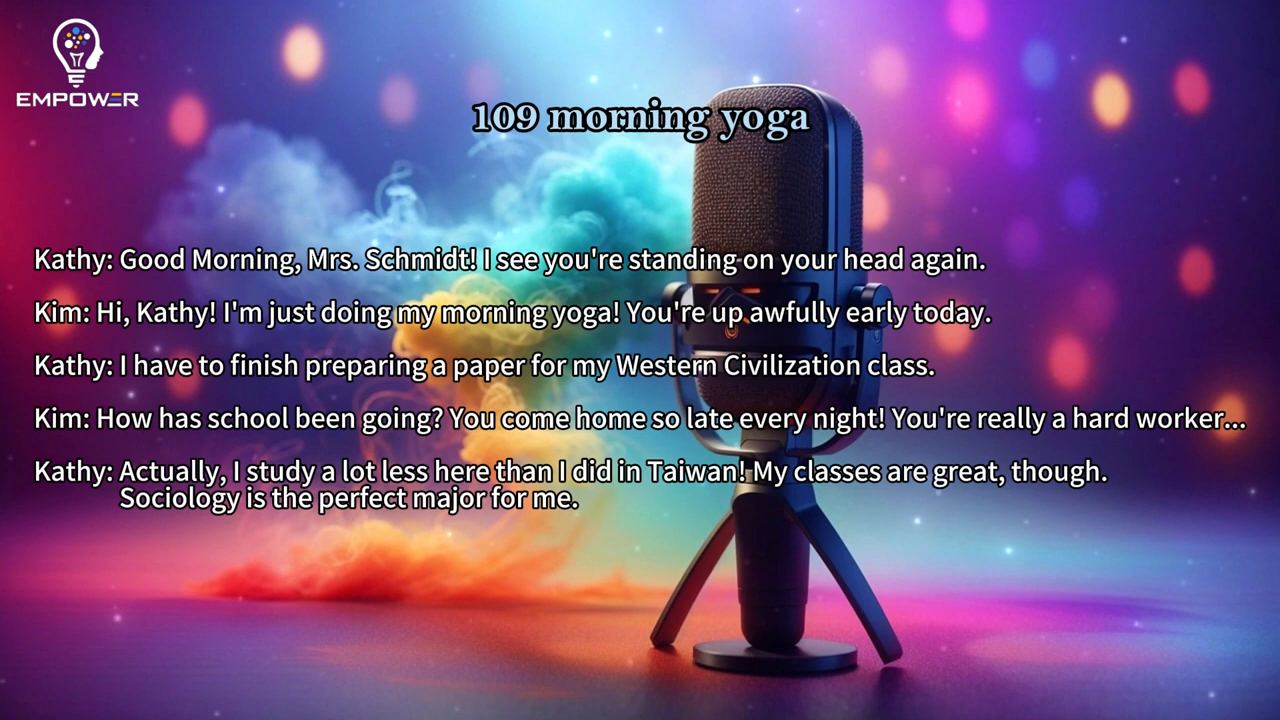 EMPOWER
109 morning yoga
Kathy: Good Morning, Mrs. Schmidt! I see you're standing on your head again.
Kim: Hi, Kathy! I'm just doing my morning yoga! You're up awfully early today.
Kathy: I have to finish preparing a paper for my Western Civilization class.
Kim: How has school been going? You come home so late every night! You're really a hard worker...
Kathy: Actually, I study a lot less here than I did in Taiwan! My classes are great, though.
Sociology is the perfect major for me.